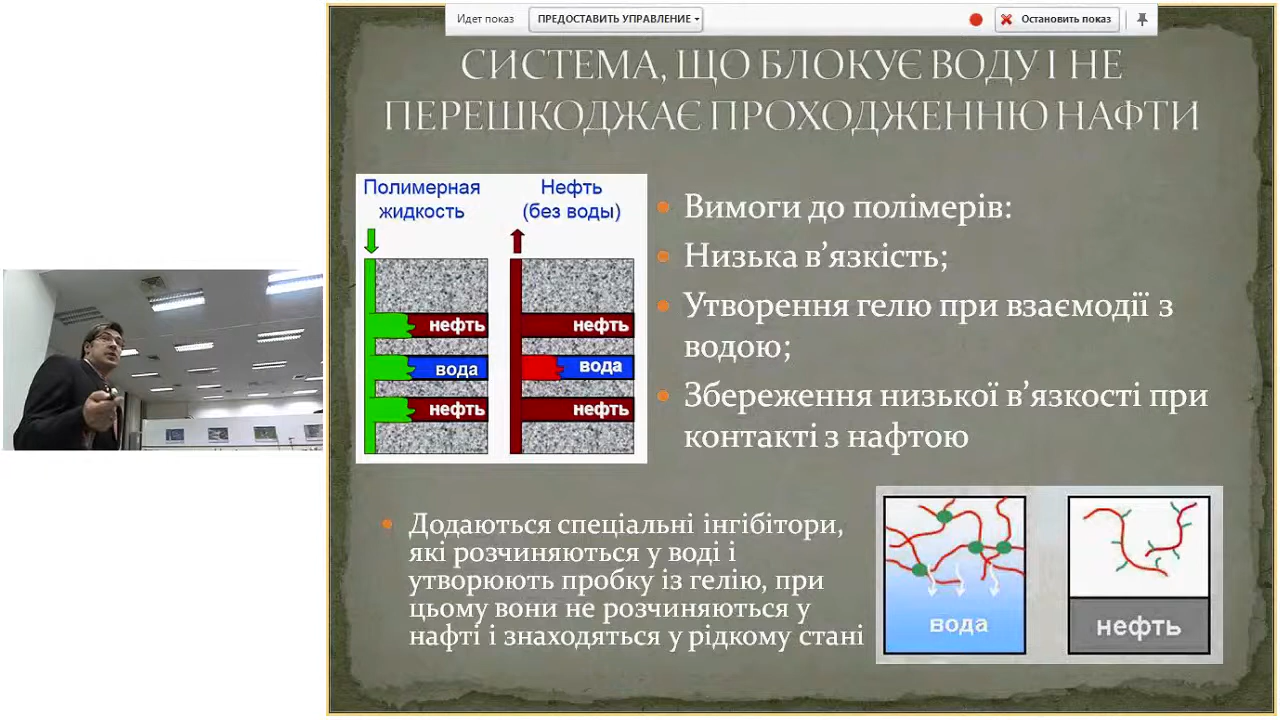 Идет показ
ПРЕДОСТАВИТЬ УПРАВЛЕНИЕ
Остановить показ
СИСТЕМА, ЩО БЛОКУЄ ВОДУ І НЕ
ПЕРЕШКОДЖАЄ ПРОХОДЖЕННЮ НАФТИ
Полимерная
жидкость
Нефть
(без воды)
нефть
нефть
вода
вода
нефть
нефть
Вимоги до полімерів:
Низька в’язкість;
Утворення гелю при взаємодії з
водою;
Збереження низької в’язкості при
контакті з нафтою
Додаються спеціальні інгібітори,
які розчиняються у воді і
утворюють пробку із гелію, при
цьому вони не розчиняються у
нафті і знаходяться у рідкому стані
вода
нефть